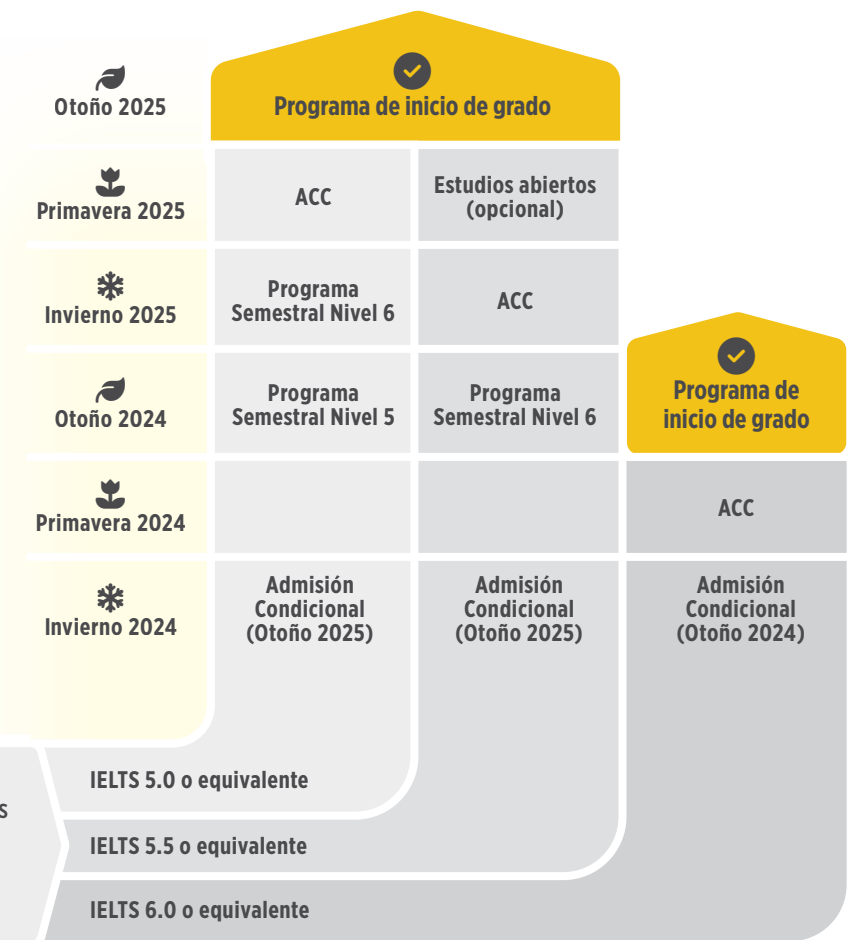 Otoño 2025
Programa de inicio de grado
Primavera 2025
ACC
Estudios abiertos
(opcional)
Invierno 2025
Programa
Semestral Nivel 6
ACC
Otoño 2024
Programa
Semestral Nivel 5
Programa
Semestral Nivel 6
Programa de
inicio de grado
Primavera 2024
ACC
Invierno 2024
Admisión
Condicional
(Otoño 2025)
Admisión
Condicional
(Otoño 2025)
Admisión
Condicional
(Otoño 2024)
IELTS 5.0 o equivalente
IELTS 5.5 o equivalente
IELTS 6.0 o equivalente